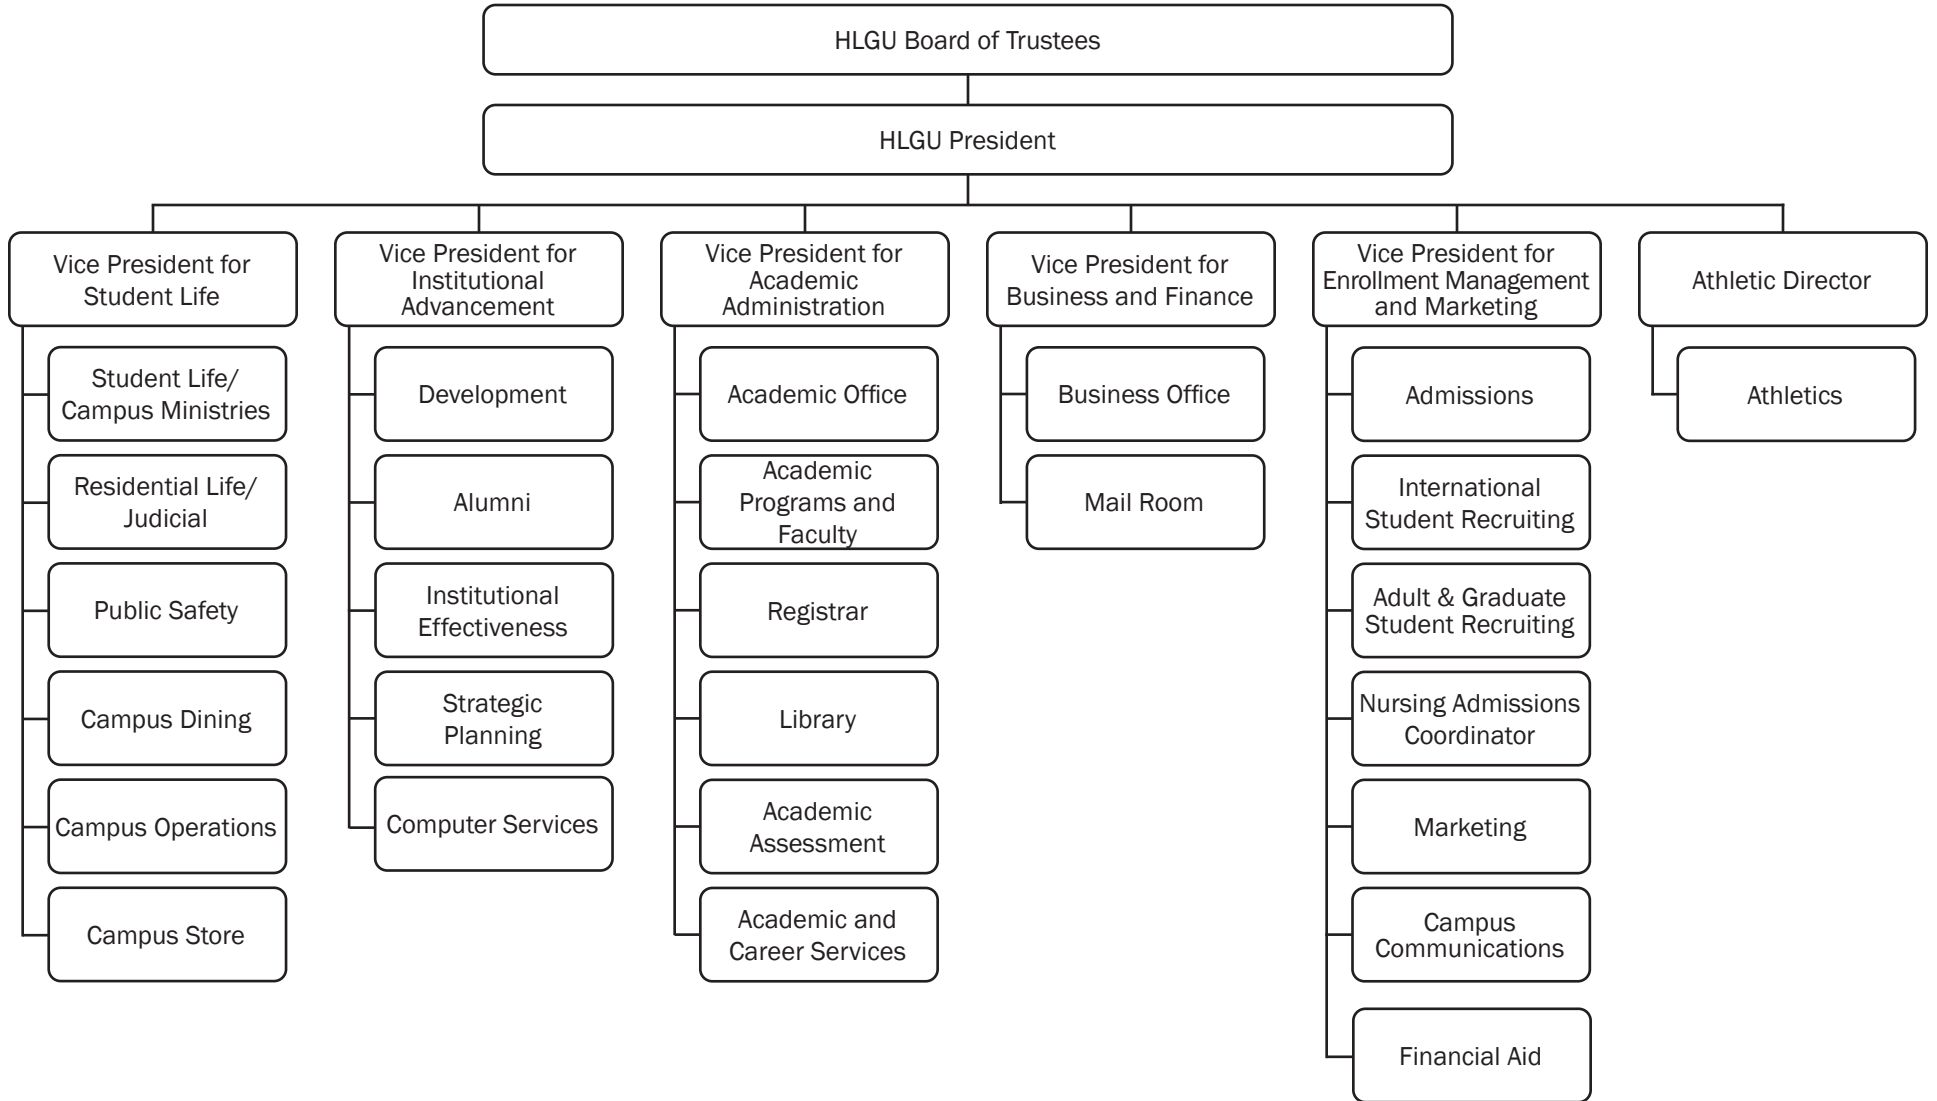 HLGU Board of Trustees
HLGU President
Vice President for
Student Life
Student Life/
Campus Ministries
Residential Life/
Judicial
Public Safety
Campus Dining
Campus Operations
Campus Store
Vice President for
Institutional
Advancement
Development
Alumni
Institutional
Effectiveness
Strategic
Planning
Computer Services
Vice President for
Academic
Administration
Academic Office
Academic
Programs and
Faculty
Registrar
Library
Academic
Assessment
Academic and
Career Services
Vice President for
Business and Finance
Business Office
Mail Room
Vice President for
Enrollment Management
and Marketing
Admissions
International
Student Recruiting
Adult & Graduate
Student Recruiting
Nursing Admissions
Coordinator
Marketing
Campus
Communications
Financial Aid
Athletic Director
Athletics